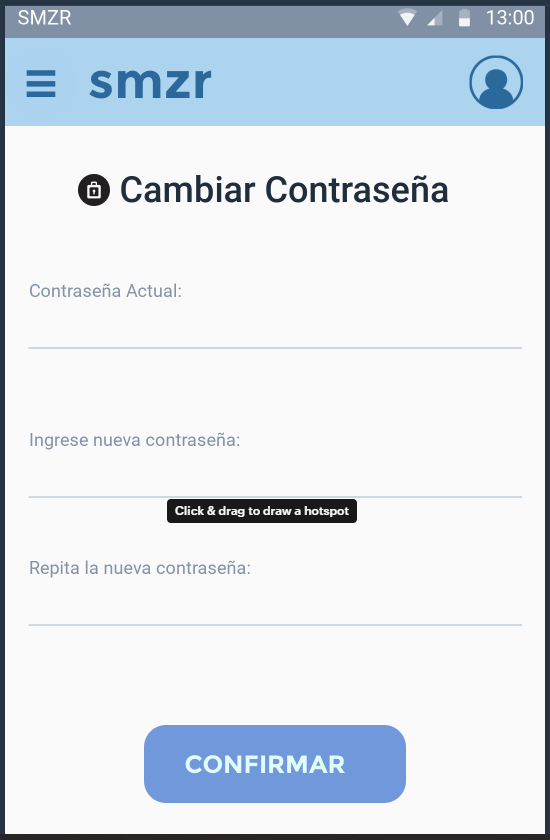 SMZR 13:00
smzr
Cambiar Contraseña
Contraseña Actual:
Ingrese nueva contraseña:
Click & drag to draw a hotspot
Repita la nueva contraseña:
CONFIRMAR